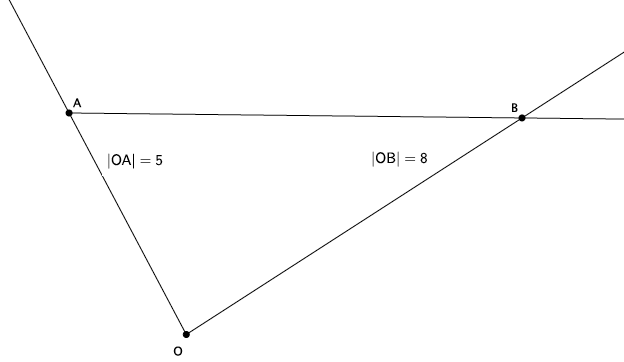 A
B
|OA| = 5
|OB| = 8
O